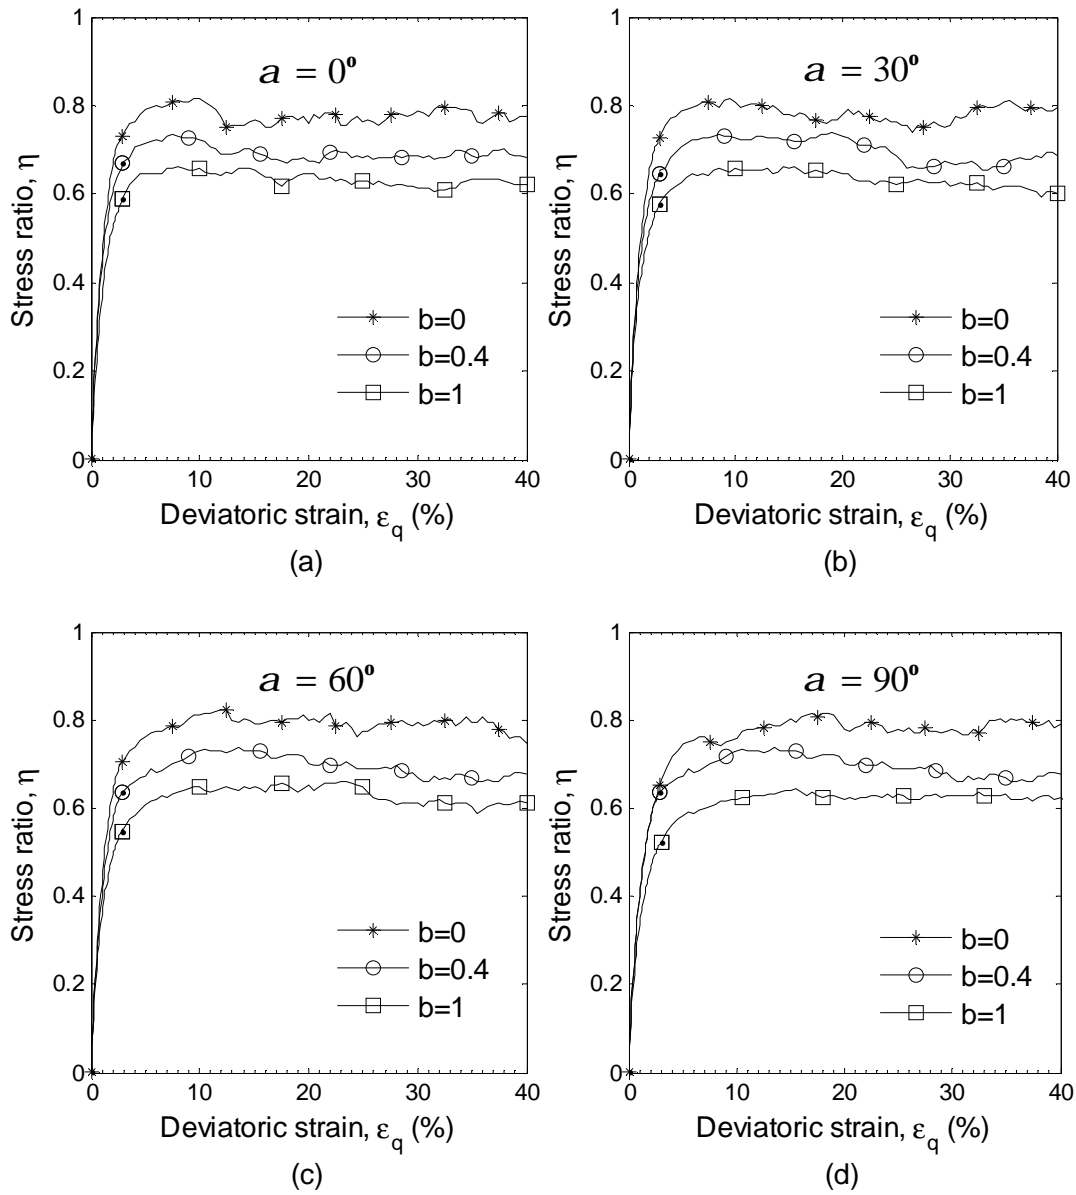 1
0.8
0.6
0.4
0.2
0
Stress ratio, η
a = 0°
b=0
b=0.4
b=1
0 10 20 30 40
Deviatoric strain, εq (%)
(a)
1
0.8
0.6
0.4
0.2
0
Stress ratio, η
a = 30°
b=0
b=0.4
b=1
0 10 20 30 40
Deviatoric strain, εq (%)
(b)
1
0.8
0.6
0.4
0.2
0
Stress ratio, η
a = 60°
b=0
b=0.4
b=1
0 10 20 30 40
Deviatoric strain, εq (%)
(c)
1
0.8
0.6
0.4
0.2
0
Stress ratio, η
a = 90°
b=0
b=0.4
b=1
0 10 20 30 40
Deviatoric strain, εq (%)
(d)